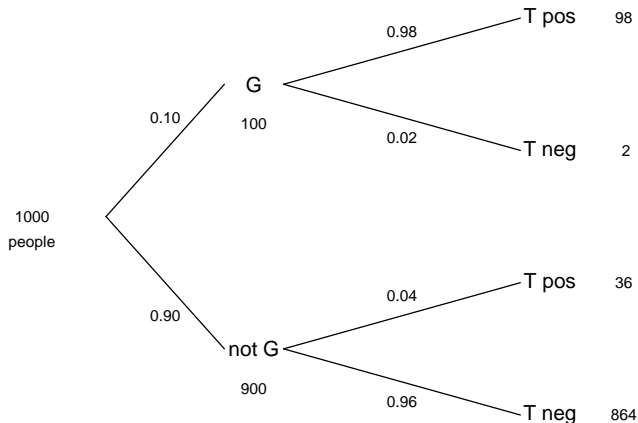 T pos 98
0.98
G
0.10
100
0.02
T neg 2
1000
people
T pos 36
0.04
0.90
not G
900
0.96
T neg 864